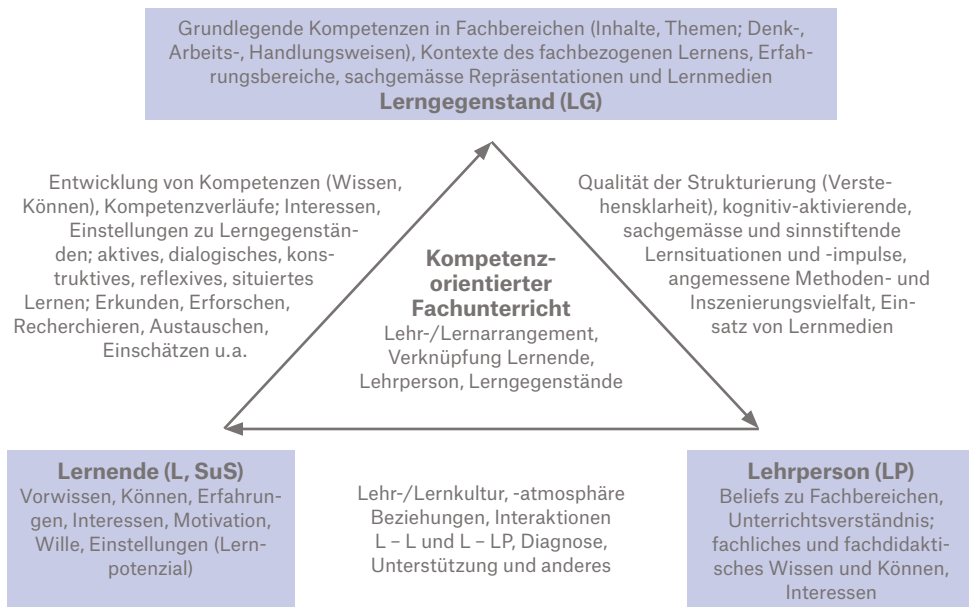 Grundlegende Kompetenzen in Fachbereichen (Inhalte, Themen; Denk-,
Arbeits-, Handlungsweisen), Kontexte des fachbezogenen Lernens, Erfah-
rungsbereiche, sachgemässe Repräsentationen und Lernmedien
Lerngegenstand (LG)
Entwicklung von Kompetenzen (Wissen,
Können), Kompetenzverläufe; Interessen,
Einstellungen zu Lerngegenstän-
den; aktives, dialogisches, kons-
truktives, reflexives, situiertes
Lernen; Erkunden, Erforschen,
Recherchieren, Austauschen,
Einschätzen u.a.
Kompetenz-
orientierter
Fachunterricht
Lehr-/Lernarrangement,
Verknüpfung Lernende,
Lehrperson, Lerngegenstände
Qualität der Strukturierung (Verste-
hensklarheit), kognitiv-aktivierende,
sachgemässe und sinnstiftende
Lernsituationen und -impulse,
angemessene Methoden- und
Inszenierungsvielfalt, Ein-
satz von Lernmedien
Lernende (L, SuS)
Vorwissen, Können, Erfahrun-
gen, Interessen, Motivation,
Wille, Einstellungen (Lern-
potenzial)
Lehr-/Lernkultur, -atmosphäre
Beziehungen, Interaktionen
L – L und L – LP, Diagnose,
Unterstützung und anderes
Lehrperson (LP)
Beliefs zu Fachbereichen,
Unterrichtsverständnis;
fachliches und fachdidakti-
sches Wissen und Können,
Interessen